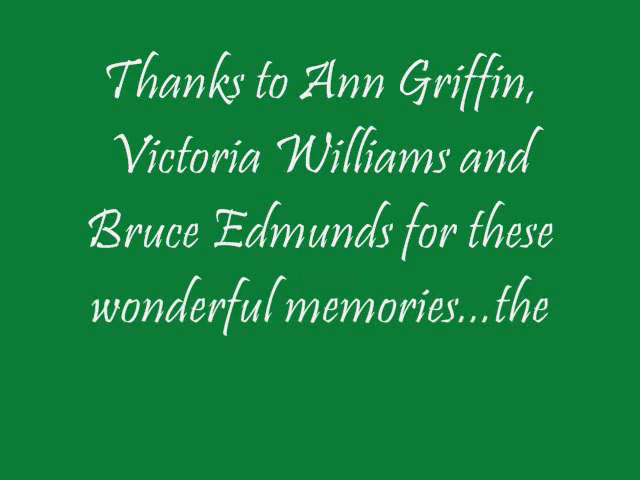 Thanks to Ann Griffin,
Victoria Williams and
Bruce Edmunds for these
wonderful memories...the